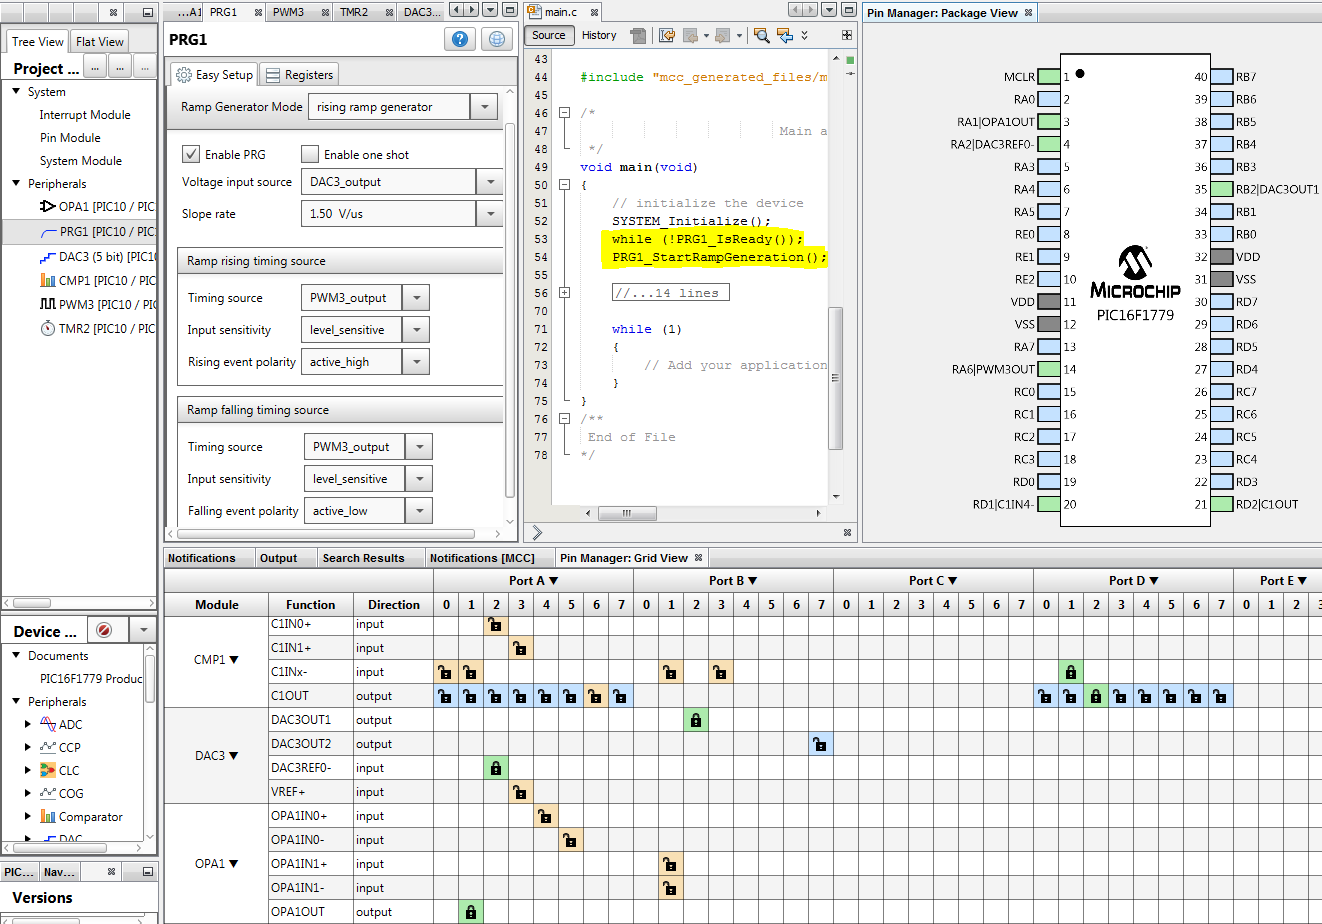 Tree View Flat View
Project ... ... ... ...
System
Interrupt Module
Pin Module
System Module
Peripherals
OPA1 [PIC10 / PIC
PRG1 [PIC10 / PIC
DAC3 (5 bit) [PIC1
CMP1 [PIC10 / PIC
PWM3 [PIC10 / PIC
TMR2 [PIC10 / PIC
Device ...
Documents
PIC16F1779 Produc
Peripherals
ADC
CCP
CLC
COG
Comparator
DAC
PIC... Nav...
Versions
...A1 PRG1 PWM3 TMR2 DAC3...
PRG1
Easy Setup Registers
Ramp Generator Mode rising ramp generator
Enable PRG Enable one shot
Voltage input source DAC3_output
Slope rate 1.50 V/us
Ramp rising timing source
Timing source PWM3_output
Input sensitivity level_sensitive
Rising event polarity active_high
Ramp falling timing source
Timing source PWM3_output
Input sensitivity level_sensitive
Falling event polarity active_low
main.c
Source History
43
44 #include "mcc_generated_files/m
45
46 /*
47 Main a
48 */
49 void main(void)
50 {
51 // initialize the device
52 SYSTEM_Initialize();
53 while (!PRG1_IsReady());
54 PRG1_StartRampGeneration();
55
56 //...14 lines
70
71 while (1)
72 {
73 // Add your application
74 }
75 }
76 /**
77 End of File
78 */
Pin Manager: Package View
MCLR 1 40 RB7
RA0 2 39 RB6
RA1|OPA1OUT 3 38 RB5
RA2|DAC3REF0- 4 37 RB4
RA3 5 36 RB3
RA4 6 35 RB2|DAC3OUT1
RA5 7 34 RB1
RE0 8 33 RB0
RE1 9 32 VDD
RE2 10 31 VSS
VDD 11 30 RD7
VSS 12 29 RD6
RA7 13 28 RD5
RA6|PWM3OUT 14 27 RD4
RC0 15 26 RC7
RC1 16 25 RC6
RC2 17 24 RC5
RC3 18 23 RC4
RD0 19 22 RD3
RD1|C1IN4- 20 21 RD2|C1OUT
MICROCHIP
PIC16F1779
Notifications Output Search Results Notifications [MCC] Pin Manager: Grid View
Port A Port B Port C Port D Port E
Module Function Direction 0 1 2 3 4 5 6 7 0 1 2 3 4 5 6 7 0 1 2 3 4 5 6 7 0 1 2 3 4 5 6 7 0 1 2 3
CMP1
C1IN0+ input
C1IN1+ input
C1INx- input
C1OUT output
DAC3
DAC3OUT1 output
DAC3OUT2 output
DAC3REF0- input
VREF+ input
OPA1
OPA1IN0+ input
OPA1IN0- input
OPA1IN1+ input
OPA1IN1- input
OPA1OUT output